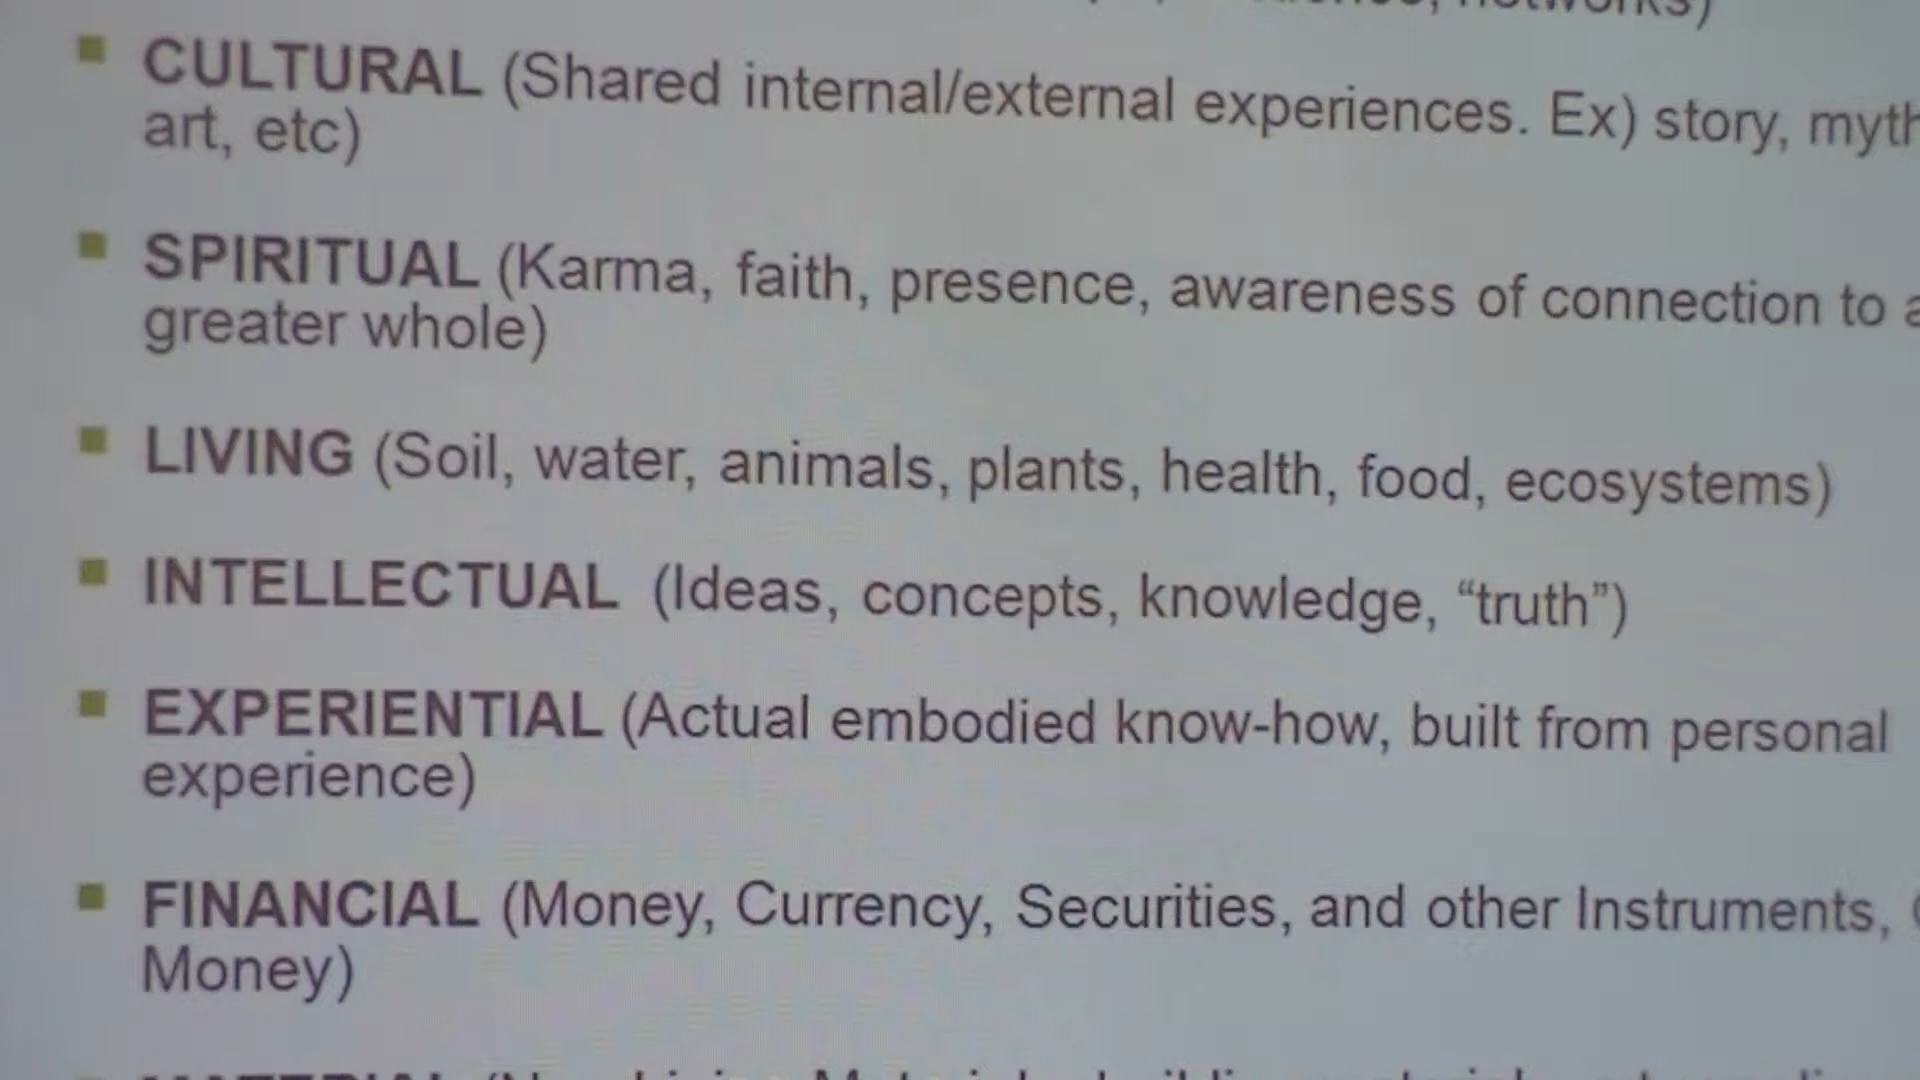 networks)
CULTURAL (Shared internal/external experiences. Ex) story, myth
art, etc)
SPIRITUAL (Karma, faith, presence, awareness of connection to a
greater whole)
LIVING (Soil, water, animals, plants, health, food, ecosystems)
INTELLECTUAL (Ideas, concepts, knowledge, “truth”)
EXPERIENTIAL (Actual embodied know-how, built from personal
experience)
FINANCIAL (Money, Currency, Securities, and other Instruments,
Money)